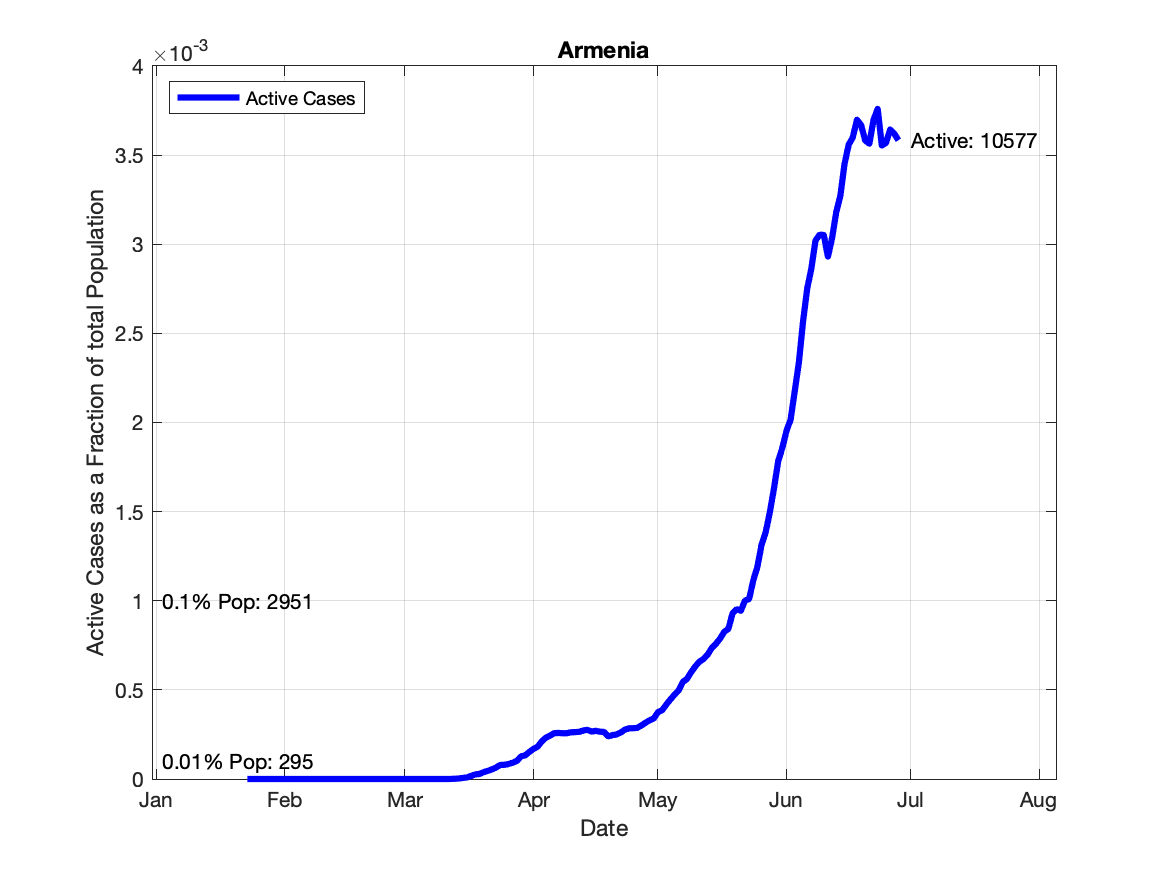 Armenia
×10-3
4
3.5
3
2.5
2
1.5
1
0.5
0
Active Cases as a Fraction of total Population
Active Cases
Active: 10577
0.1% Pop: 2951
0.01% Pop: 295
Jan Feb Mar Apr May Jun Jul Aug
Date